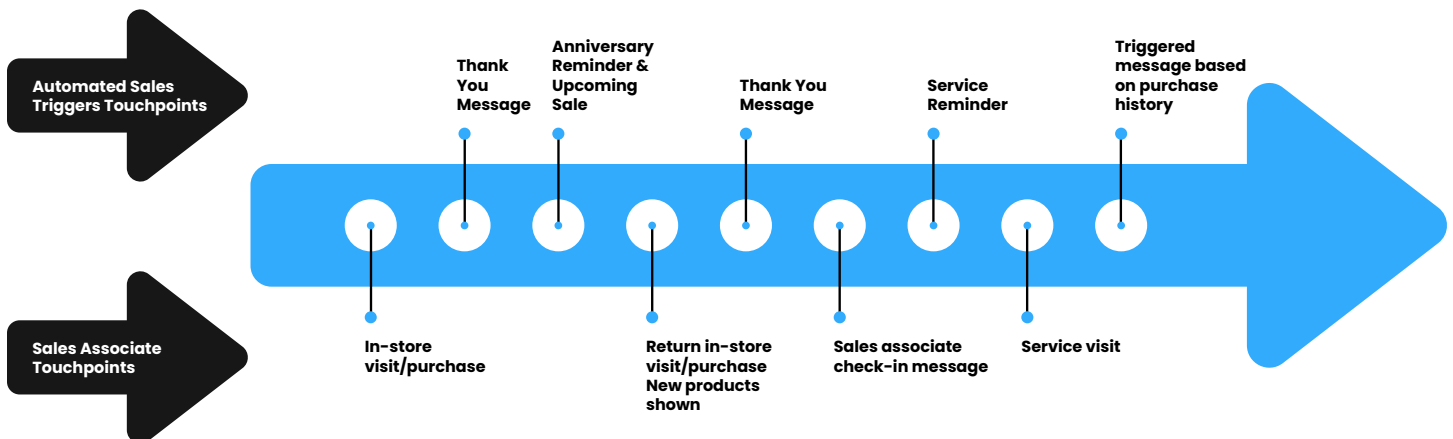 Automated Sales
Triggers Touchpoints
Thank
You
Message
Anniversary
Reminder &
Upcoming
Sale
Thank You
Message
Service
Reminder
Triggered
message based
on purchase
history
Sales Associate
Touchpoints
In-store
visit/purchase
Return in-store
visit/purchase
New products
shown
Sales associate
check-in message
Service visit